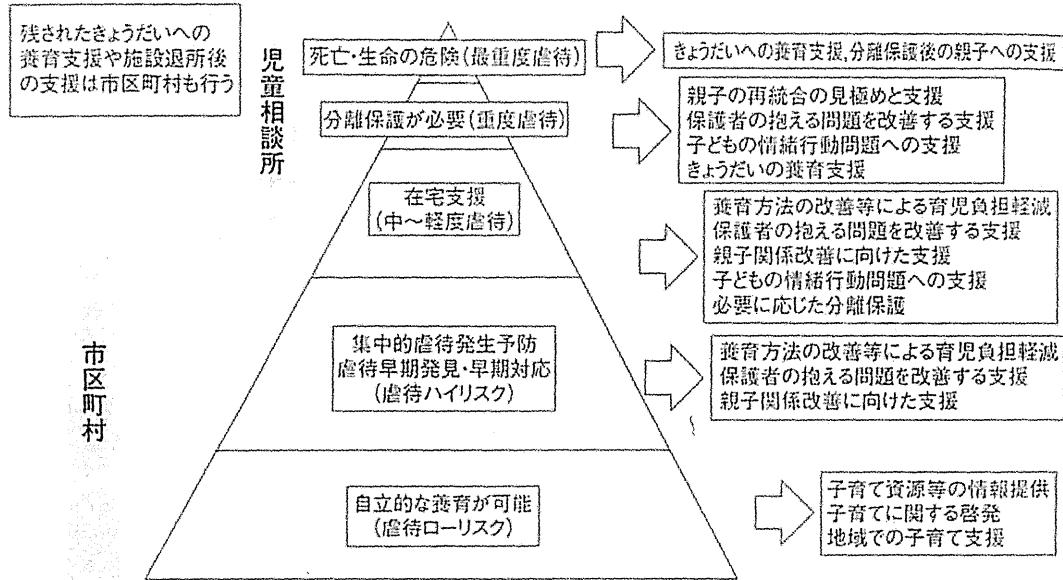 残されたきょうだいへの
養育支援や施設退所後
の支援は市区町村も行う
児童相談所
市区町村
死亡・生命の危険(最重度虐待)
きょうだいへの養育支援,分離保護後の親子への支援
分離保護が必要(重度虐待)
親子の再統合の見極めと支援
保護者の抱える問題を改善する支援
子どもの情緒行動問題への支援
きょうだいの養育支援
在宅支援
(中～軽度虐待)
養育方法の改善等による育児負担軽減
保護者の抱える問題を改善する支援
親子関係改善に向けた支援
子どもの情緒行動問題への支援
必要に応じた分離保護
集中的虐待発生予防
虐待早期発見・早期対応
(虐待ハイリスク)
養育方法の改善等による育児負担軽減
保護者の抱える問題を改善する支援
親子関係改善に向けた支援
自立的な養育が可能
(虐待ローリスク)
子育て資源等の情報提供
子育てに関する啓発
地域での子育て支援